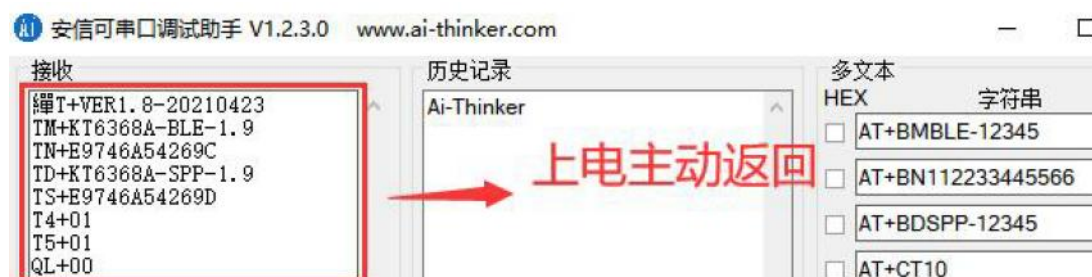 安信可串口调试助手 V1.2.3.0 www.ai-thinker.com
接收
繟T+VER1.8-20210423
TM+KT6368A-BLE-1.9
TN+E9746A54269C
TD+KT6368A-SPP-1.9
TS+E9746A54269D
T4+01
T5+01
QL+00
历史记录
Ai-Thinker
上电主动返回
多文本
HEX 字符串
AT+BMBLE-12345
AT+BN112233445566
AT+BDSPP-12345
AT+CT10